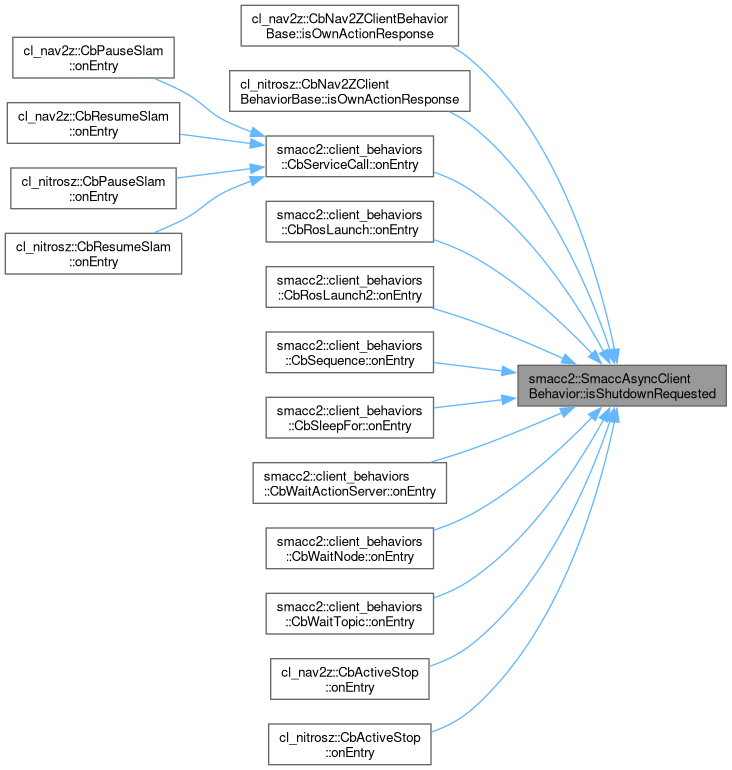 cl_nav2z::CbNav2ZClientBehavior
Base::isOwnActionResponse
cl_nav2z::CbPauseSlam
::onEntry
cl_nitrosz::CbNav2ZClient
BehaviorBase::isOwnActionResponse
cl_nav2z::CbResumeSlam
::onEntry
smacc2::client_behaviors
::CbServiceCall::onEntry
cl_nitrosz::CbPauseSlam
::onEntry
smacc2::client_behaviors
::CbRosLaunch::onEntry
cl_nitrosz::CbResumeSlam
::onEntry
smacc2::client_behaviors
::CbRosLaunch2::onEntry
smacc2::client_behaviors
::CbSequence::onEntry
smacc2::SmaccAsyncClient
Behavior::isShutdownRequested
smacc2::client_behaviors
::CbSleepFor::onEntry
smacc2::client_behaviors
::CbWaitActionServer::onEntry
smacc2::client_behaviors
::CbWaitNode::onEntry
smacc2::client_behaviors
::CbWaitTopic::onEntry
cl_nav2z::CbActiveStop
::onEntry
cl_nitrosz::CbActiveStop
::onEntry